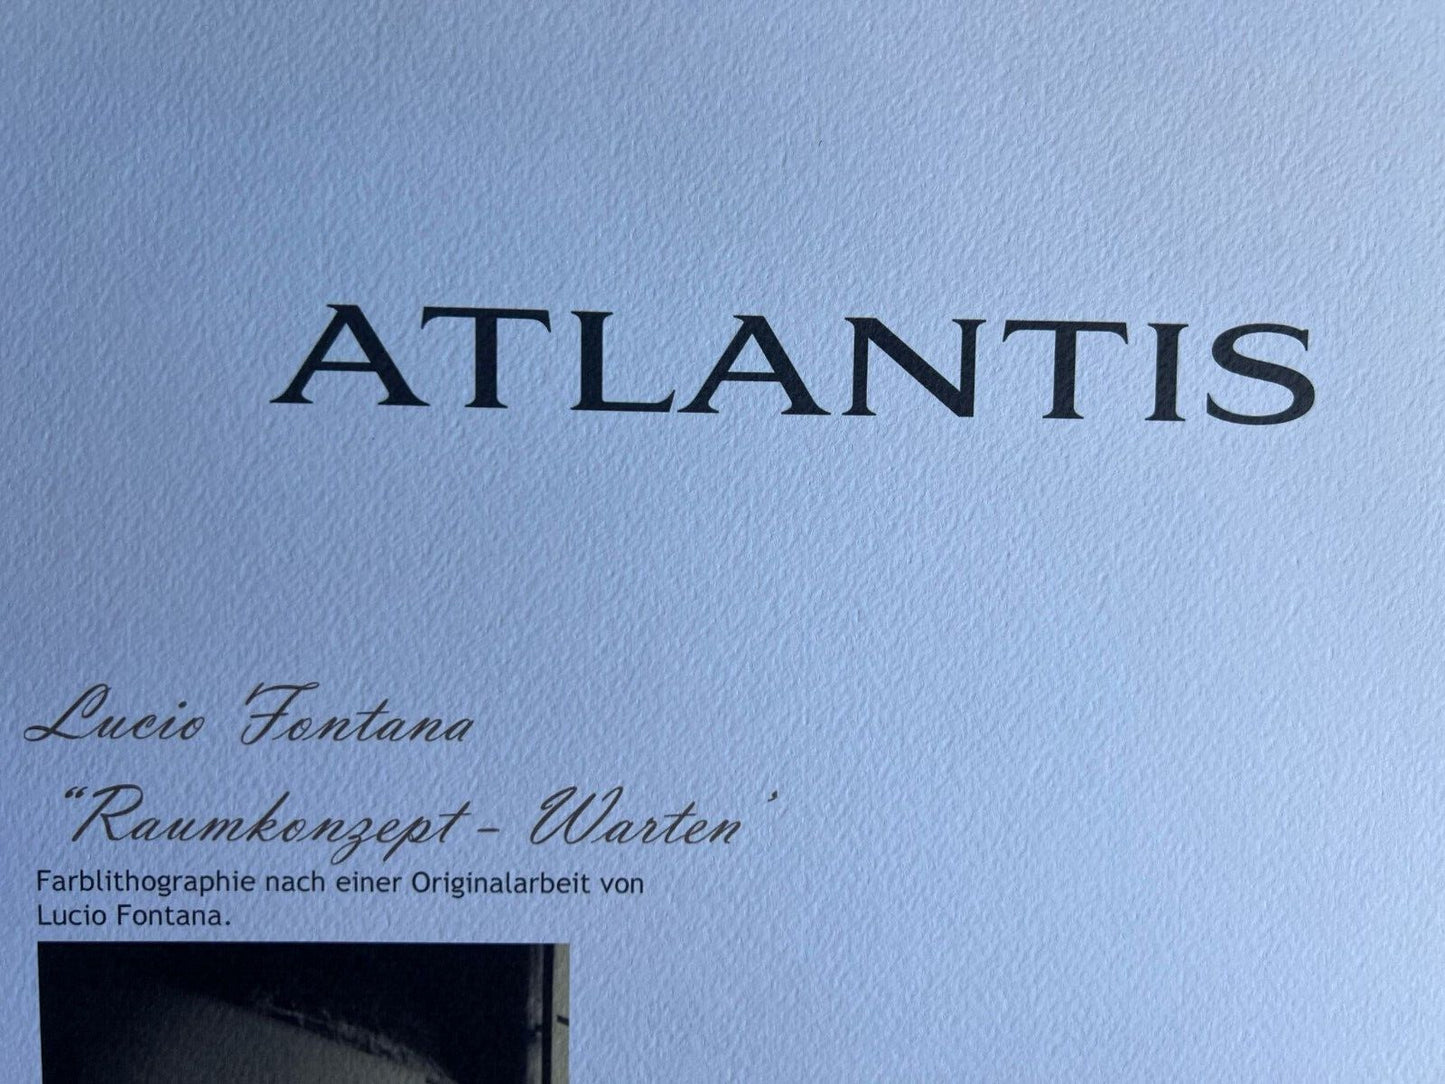 ATLANTIS
Lucio Fontana
"Raumkonzept - Warten'
Farblithographie nach einer Originalarbeit von
Lucio Fontana.